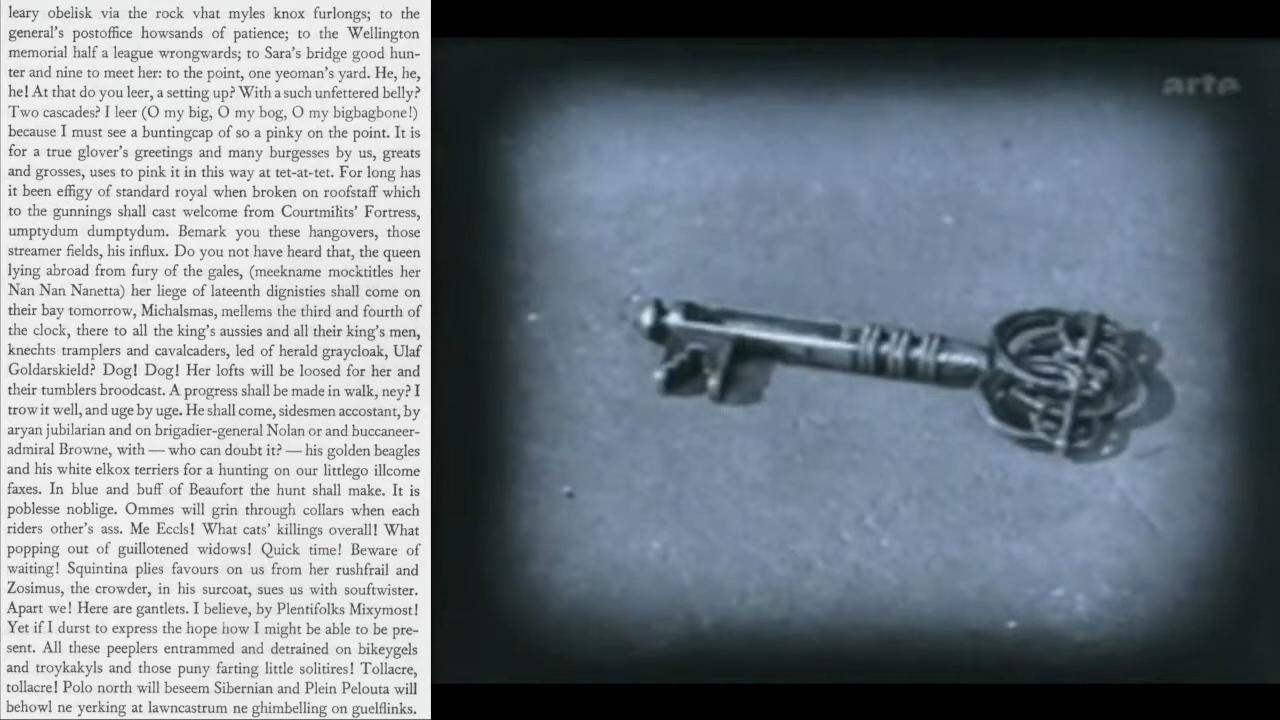 leary obelisk via the rock vhat myles knox furlongs; to the
general's postoffice howsands of patience; to the Wellington
memorial half a league wrongwards; to Sara's bridge good hun-
ter and nine to meet her: to the point, one yeoman's yard. He, he,
he! At that do you leer, a setting up? With a such unfettered belly?
Two cascades? I leer (O my big, O my bog, O my bigbagbone!)
because I must see a buntingcap of so a pinky on the point. It is
for a true glover's greetings and many burgesses by us, greats
and grosses, uses to pink it in this way at tet-at-tet. For long has
it been effigy of standard royal when broken on roofstaff which
to the gunnings shall cast welcome from Courtmilits' Fortress,
umptydum dumptydum. Bemark you these hangovers, those
streamer fields, his influx. Do you not have heard that, the queen
lying abroad from fury of the gales, (meekname mocktitles her
Nan Nan Nanetta) her liege of lateenth dignisties shall come on
their bay tomorrow, Michalsmas, mellems the third and fourth of
the clock, there to all the king's aussies and all their king's men,
knechts tramplers and cavalcaders, led of herald graycloak, Ulaf
Goldarskield? Dog! Dog! Her lofts will be loosed for her and
their tumblers broodcast. A progress shall be made in walk, ney? I
trow it well, and uge by uge. He shall come, sidesmen accostant, by
aryan jubilarian and on brigadier-general Nolan or and buccaneer-
admiral Browne, with — who can doubt it? — his golden beagles
and his white elkox terriers for a hunting on our littlego illcome
faxes. In blue and buff of Beaufort the hunt shall make. It is
poblesse noblige. Ommes will grin through collars when each
riders other's ass. Me Eccls! What cats' killings overall! What
popping out of guillotened widows! Quick time! Beware of
waiting! Squintina plies favours on us from her rushfrail and
Zosimus, the crowder, in his surcoat, sues us with souftwister.
Apart we! Here are gantlets. I believe, by Plentifolks Mixymost!
Yet if I durst to express the hope how I might be able to be pre-
sent. All these peeplers entrammed and detrained on bikeygels
and troykakyls and those puny farting little solitires! Tollacre,
tollacre! Polo north will beseem Sibernian and Plein Pelouta will
behowl ne yerking at lawncastrum ne ghimbelling on guelflinks.
arte